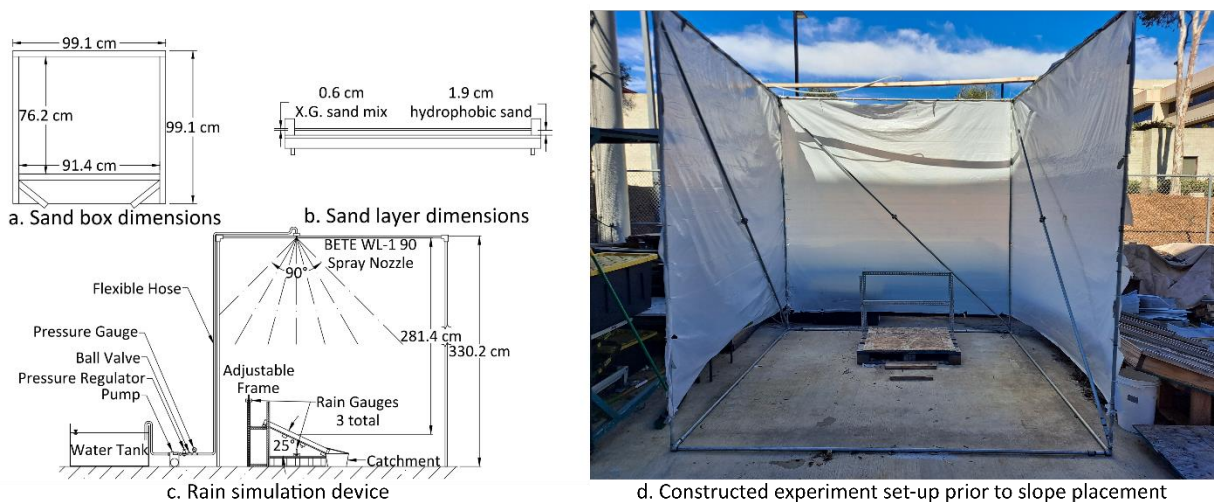 99.1 cm
76.2 cm
99.1 cm
91.4 cm
a. Sand box dimensions
0.6 cm
X.G. sand mix
1.9 cm
hydrophobic sand
b. Sand layer dimensions
BETE WL-1 90
Spray Nozzle
90°
Flexible Hose
Pressure Gauge
Ball Valve
Pressure Regulator
Pump
Water Tank
281.4 cm
330.2 cm
Adjustable
Frame
Rain Gauges
3 total
25°
Catchment
c. Rain simulation device
d. Constructed experiment set-up prior to slope placement